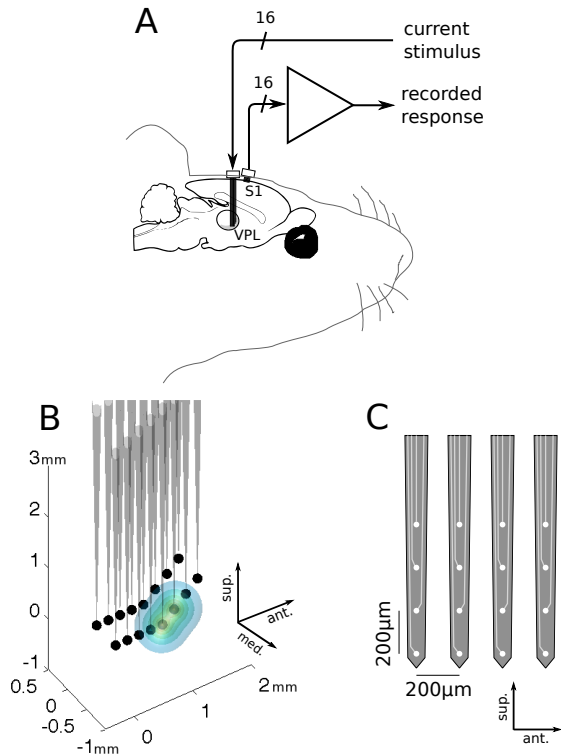 A
16
current
stimulus
16
recorded
response
S1
VPL
B
3mm
2
1
0
-1
0.5
0
-0.5
-1mm
0
1
2mm
sup.
ant.
med.
C
200μm
200μm
sup.
ant.